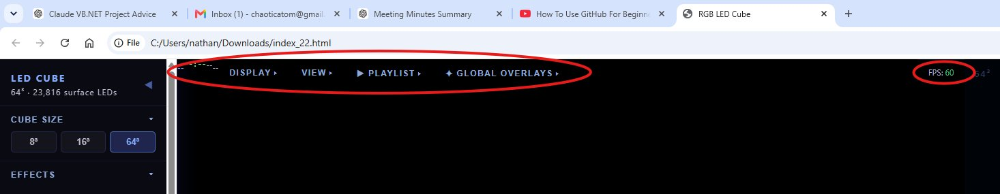 Claude VB.NET Project Advice
Inbox (1) - chaoticatom@gmail.
Meeting Minutes Summary
How To Use GitHub For Beginne
RGB LED Cube
File
C:/Users/nathan/Downloads/index_22.html
LED CUBE
64³ · 23,816 surface LEDs
CUBE SIZE
8³ 16³ 64³
EFFECTS
--:--
DISPLAY ▸ VIEW ▸ ▶ PLAYLIST ▸ ✦ GLOBAL OVERLAYS ▸
FPS: 60
64³